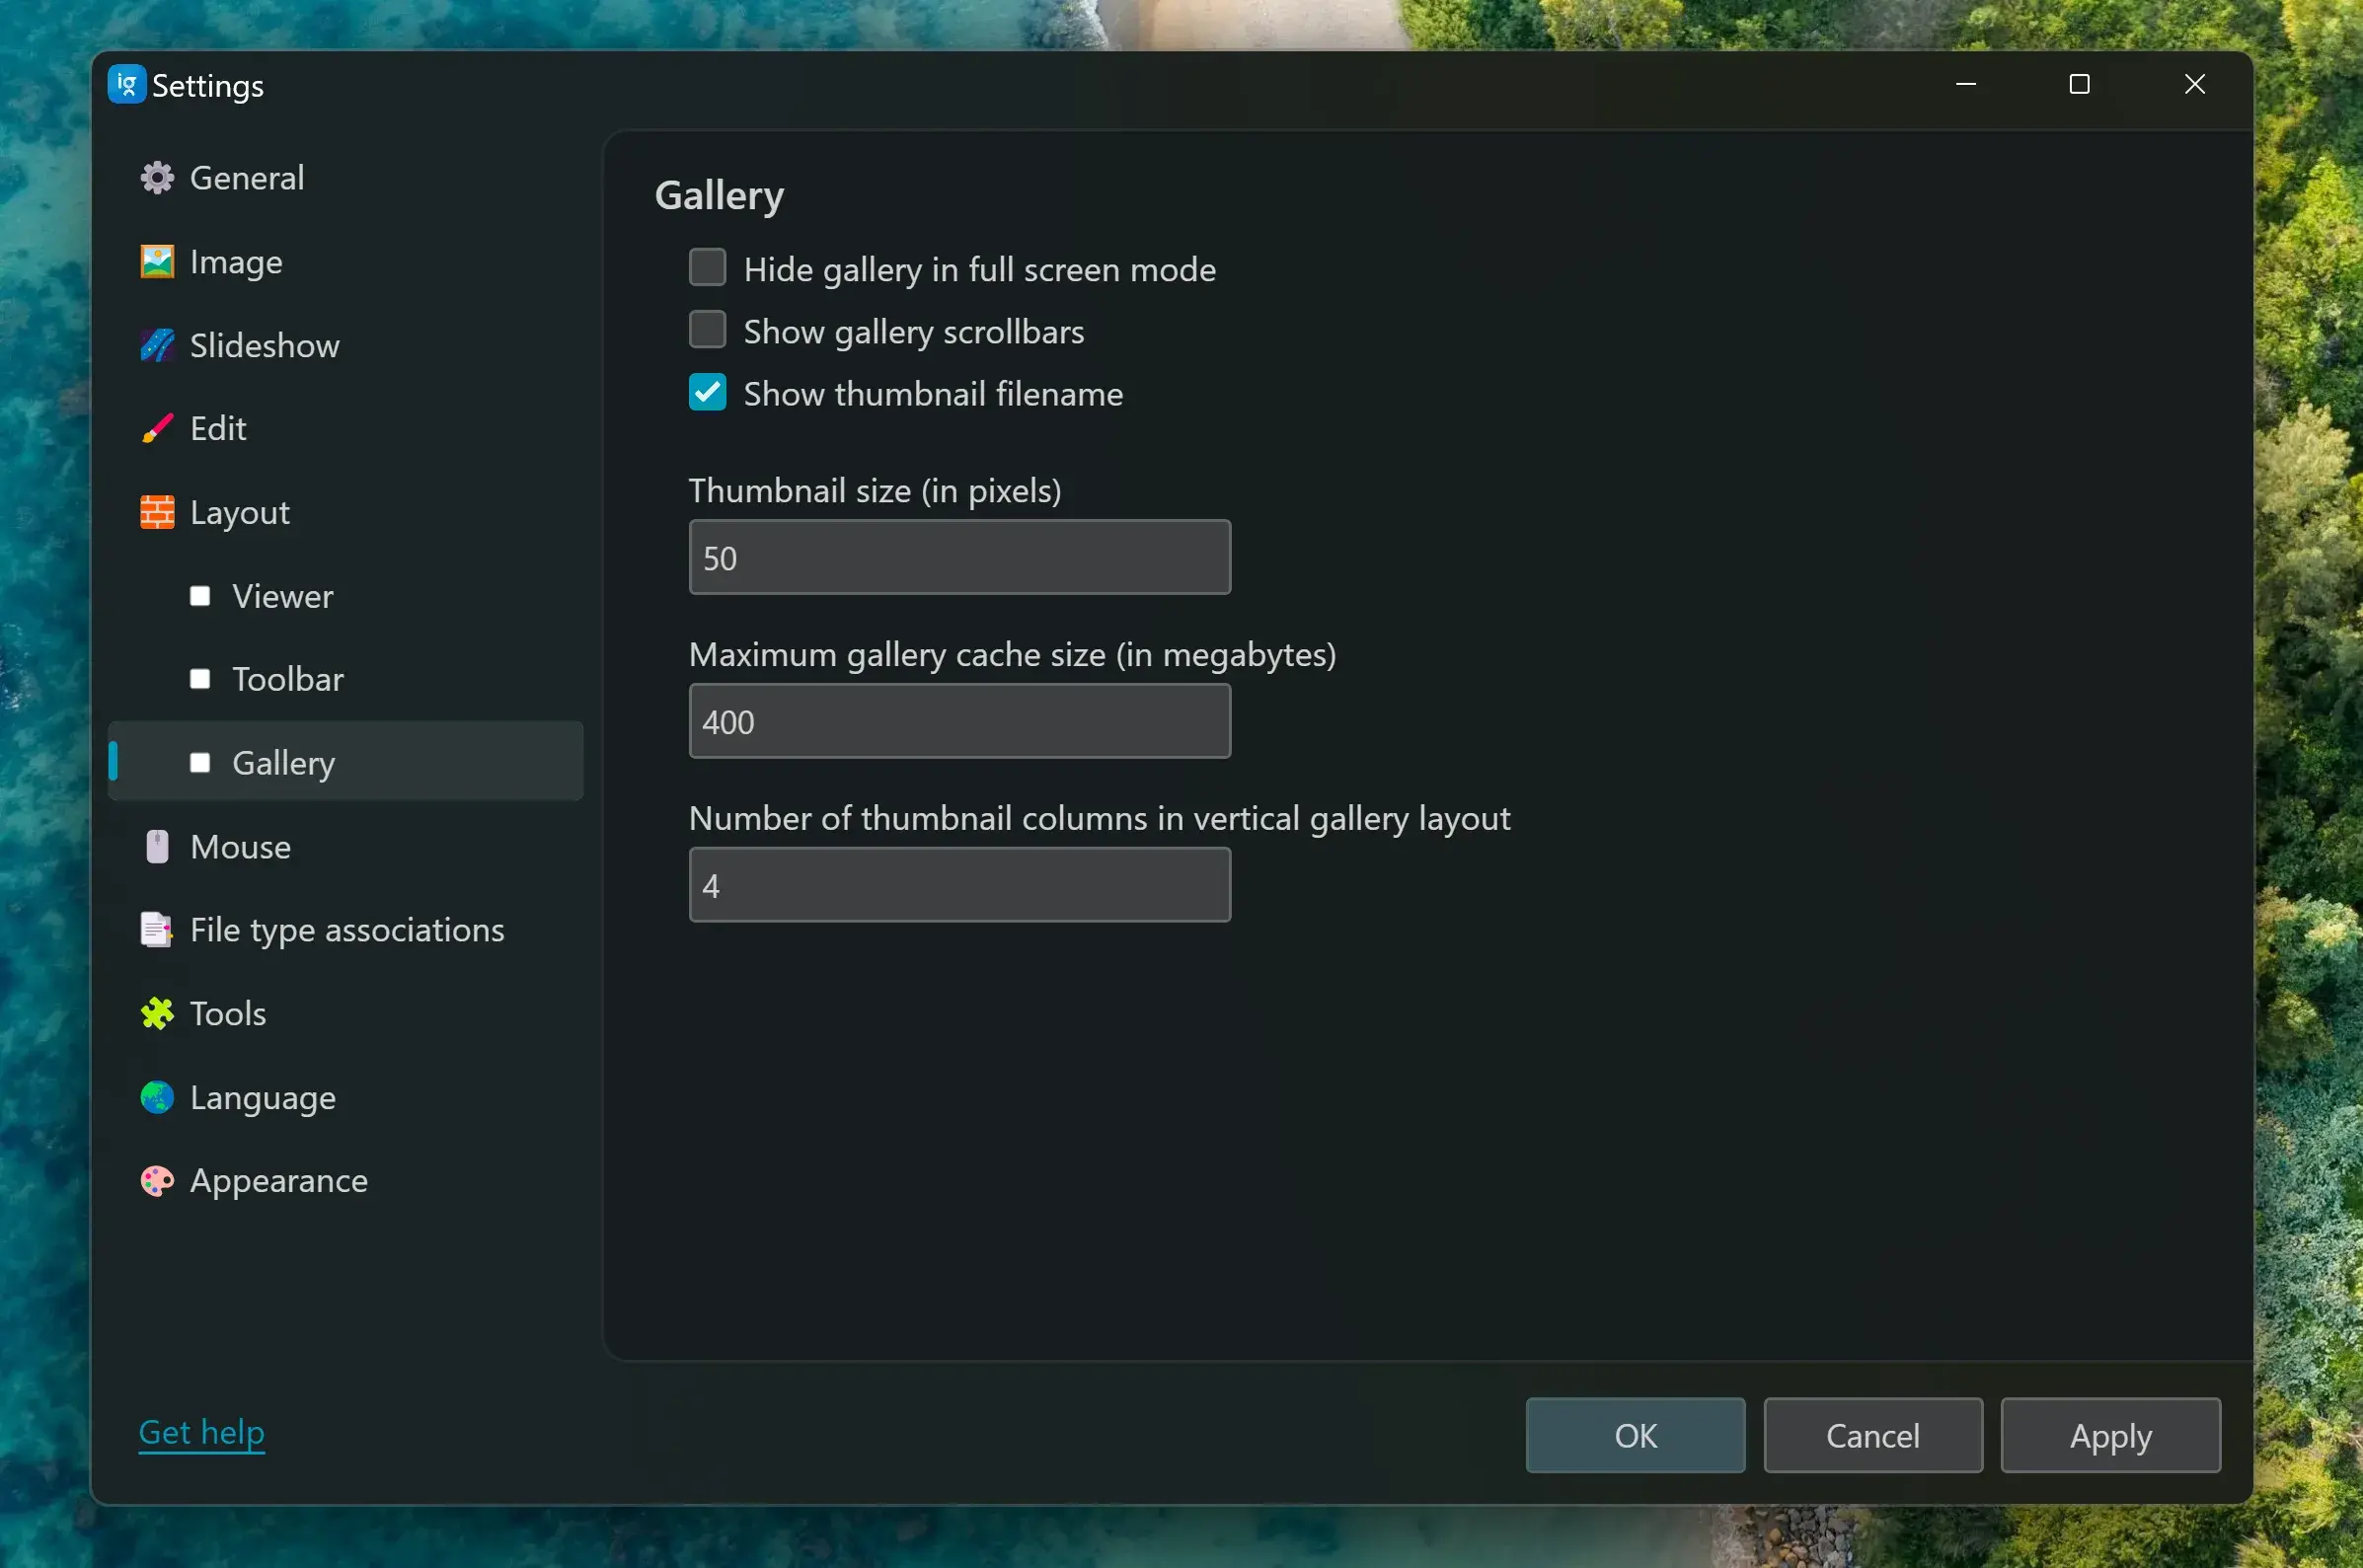 ig Settings
General
Image
Slideshow
Edit
Layout
Viewer
Toolbar
Gallery
Mouse
File type associations
Tools
Language
Appearance
Get help
Gallery
Hide gallery in full screen mode
Show gallery scrollbars
Show thumbnail filename
Thumbnail size (in pixels)
50
Maximum gallery cache size (in megabytes)
400
Number of thumbnail columns in vertical gallery layout
4
OK Cancel Apply